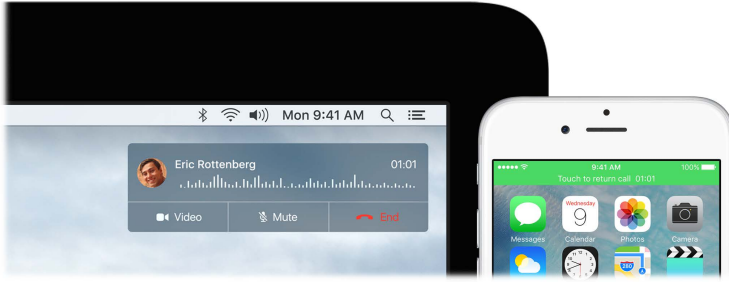 Mon 9:41 AM
Eric Rottenberg 01:01
Video Mute End
9:41 AM 100%
Touch to return call 01:01
Wednesday
9
Messages Calendar Photos Camera
280